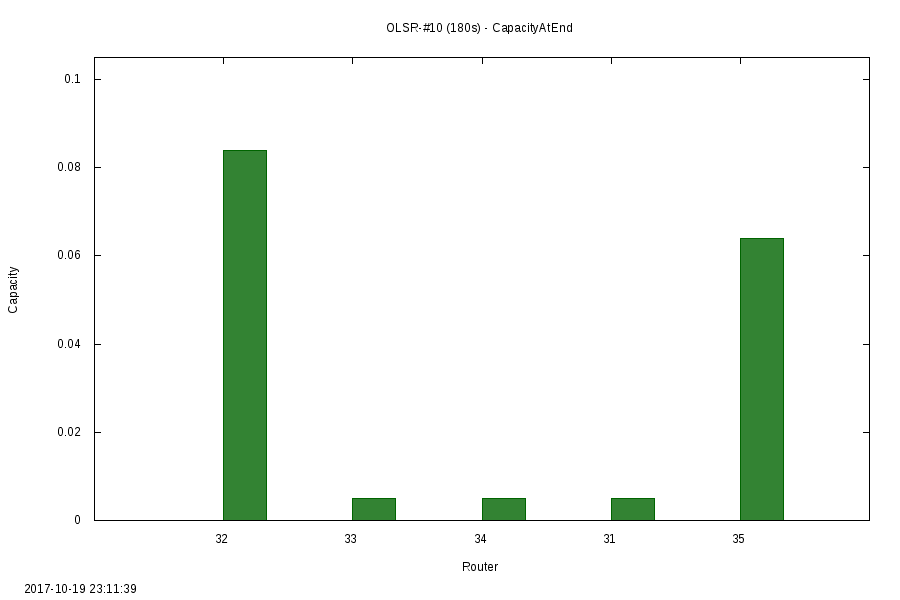 OLSR-#10 (180s) - CapacityAtEnd
0.1
0.08
0.06
0.04
0.02
0
Capacity
32 33 34 31 35
Router
2017-10-19 23:11:39